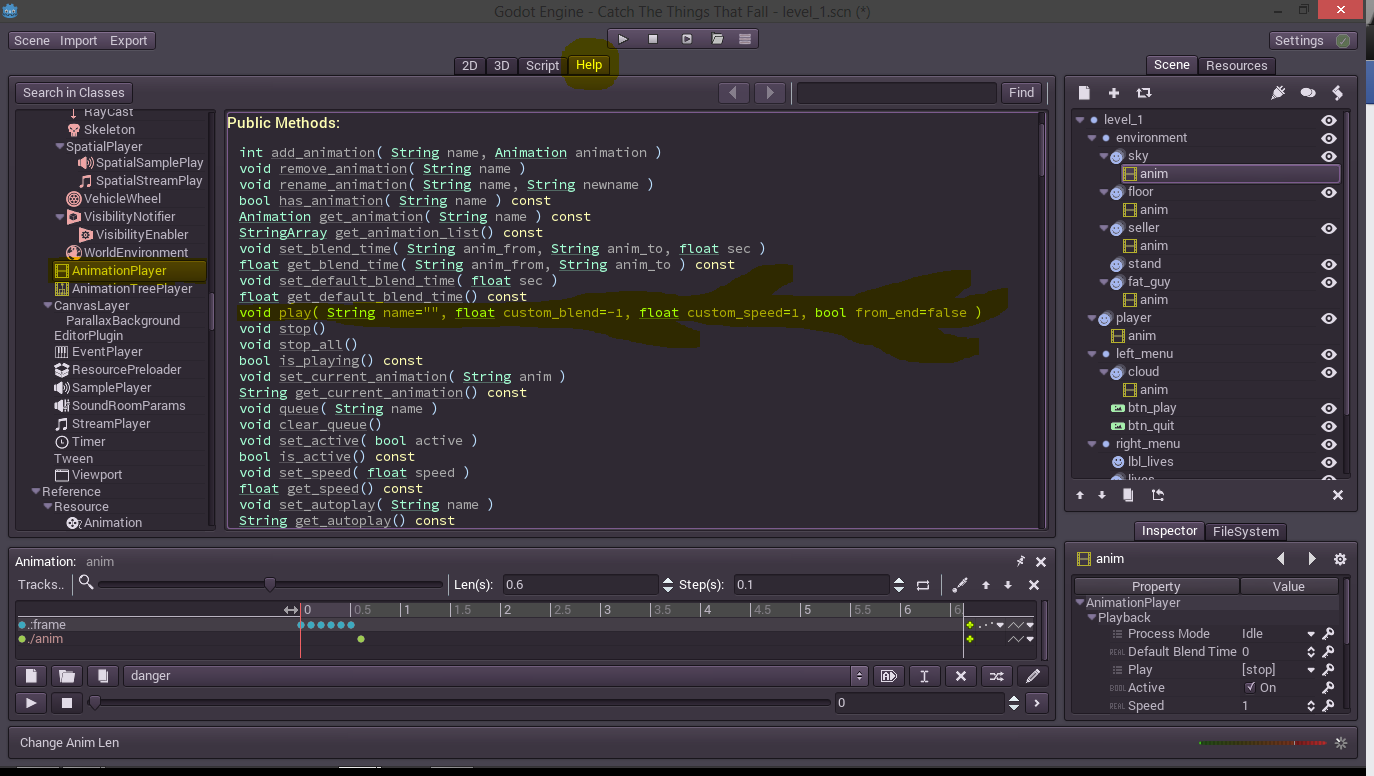 Godot Engine - Catch The Things That Fall - level_1.scn (*)
Scene Import Export
Settings
2D 3D Script Help
Scene Resources
Search in Classes
Find
RayCast
Skeleton
SpatialPlayer
SpatialSamplePlay
SpatialStreamPlay
VehicleWheel
VisibilityNotifier
VisibilityEnabler
WorldEnvironment
AnimationPlayer
AnimationTreePlayer
CanvasLayer
ParallaxBackground
EditorPlugin
EventPlayer
ResourcePreloader
SamplePlayer
SoundRoomParams
StreamPlayer
Timer
Tween
Viewport
Reference
Resource
Animation
Public Methods:
int add_animation( String name, Animation animation )
void remove_animation( String name )
void rename_animation( String name, String newname )
bool has_animation( String name ) const
Animation get_animation( String name ) const
StringArray get_animation_list() const
void set_blend_time( String anim_from, String anim_to, float sec )
float get_blend_time( String anim_from, String anim_to ) const
void set_default_blend_time( float sec )
float get_default_blend_time() const
void play( String name="", float custom_blend=-1, float custom_speed=1, bool from_end=false )
void stop()
void stop_all()
bool is_playing() const
void set_current_animation( String anim )
String get_current_animation() const
void queue( String name )
void clear_queue()
void set_active( bool active )
bool is_active() const
void set_speed( float speed )
float get_speed() const
void set_autoplay( String name )
String get_autoplay() const
level_1
environment
sky
anim
floor
anim
seller
anim
stand
fat_guy
anim
player
anim
left_menu
cloud
anim
btn_play
btn_quit
right_menu
lbl_lives
lives
Animation: anim
Tracks.. Len(s): 0.6 Step(s): 0.1
0 0.5 1 1.5 2 2.5 3 3.5 4 4.5 5 5.5 6 6.
.:frame
./anim
danger
0
Inspector FileSystem
anim
Property Value
AnimationPlayer
Playback
Process Mode Idle
REAL Default Blend Time 0
Play [stop]
BOOL Active On
REAL Speed 1
Change Anim Len